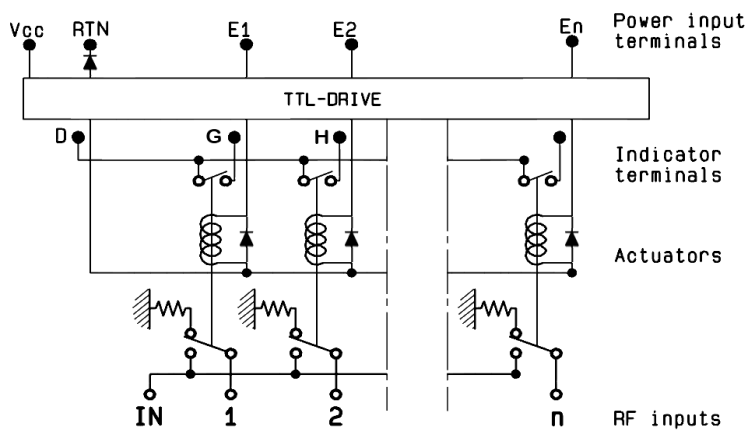 Vcc RTN E1 E2 En Power input
terminals
TTL-DRIVE
D G H
Indicator
terminals
Actuators
IN 1 2 n RF inputs